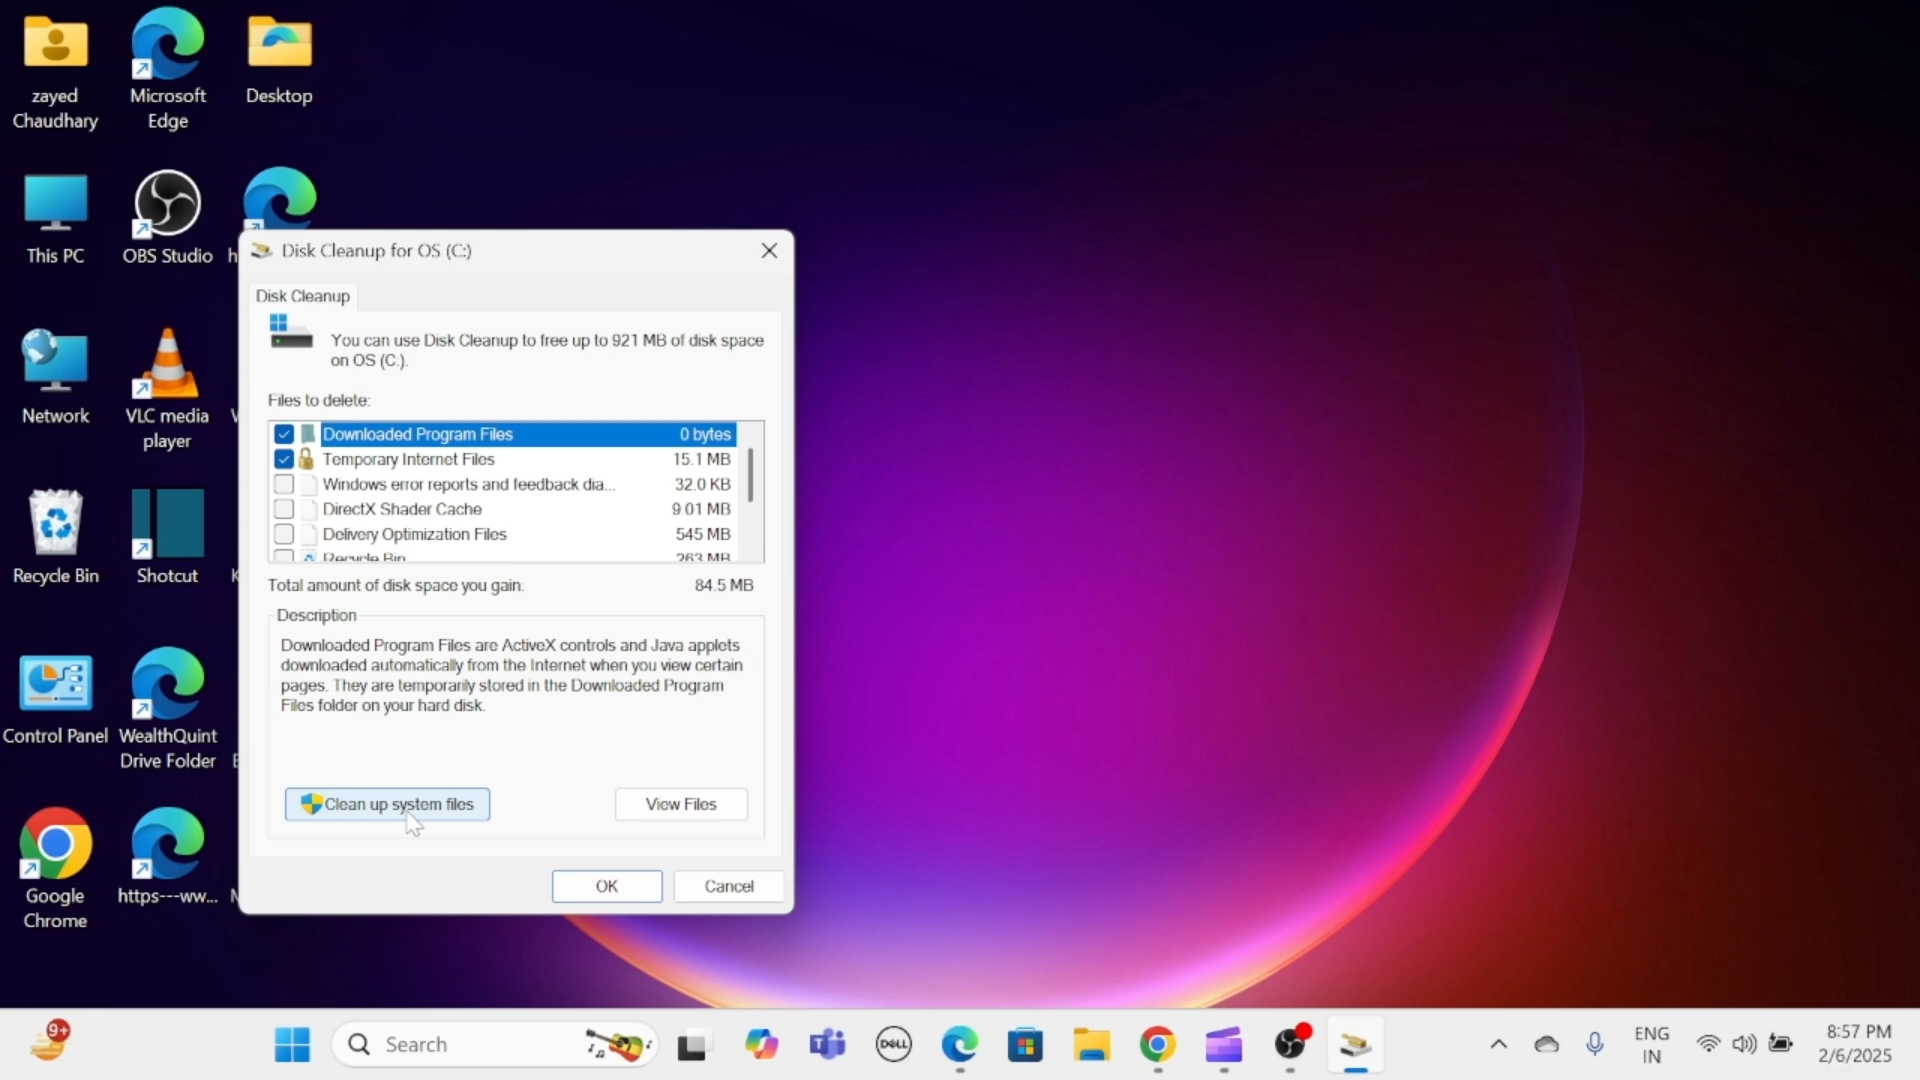 zayed
Chaudhary
Microsoft
Edge
Desktop
This PC
OBS Studio
h
Network
VLC media
player
Recycle Bin
Shotcut
Control Panel
WealthQuint
Drive Folder
Google
Chrome
https---ww...
Disk Cleanup for OS (C:)
Disk Cleanup
You can use Disk Cleanup to free up to 921 MB of disk space
on OS (C:).
Files to delete:
Downloaded Program Files 0 bytes
Temporary Internet Files 15.1 MB
Windows error reports and feedback dia... 32.0 KB
DirectX Shader Cache 9.01 MB
Delivery Optimization Files 545 MB
Recycle Bin 263 MB
Total amount of disk space you gain: 84.5 MB
Description
Downloaded Program Files are ActiveX controls and Java applets
downloaded automatically from the Internet when you view certain
pages. They are temporarily stored in the Downloaded Program
Files folder on your hard disk.
Clean up system files
View Files
OK
Cancel
9+
Search
DELL
ENG
IN
8:57 PM
2/6/2025